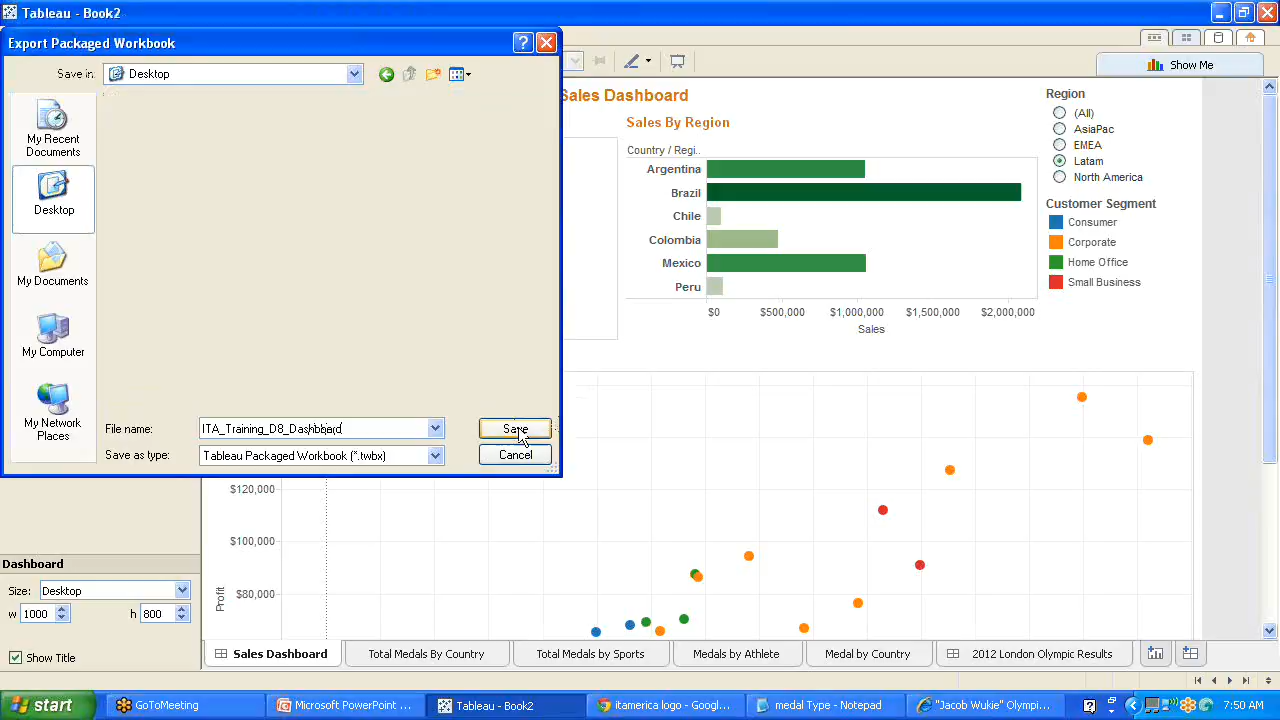 Tableau - Book2
Export Packaged Workbook
Save in:
Desktop
Show Me
My Recent
Documents
Desktop
My Documents
My Computer
My Network
Places
File name:
ITA_Training_D8_Dashboard
Save
Save as type:
Tableau Packaged Workbook (*.twbx)
Cancel
Sales Dashboard
Sales By Region
Country / Regi..
Argentina
Brazil
Chile
Colombia
Mexico
Peru
$0
$500,000
$1,000,000
$1,500,000
$2,000,000
Sales
Region
(All)
AsiaPac
EMEA
Latam
North America
Customer Segment
Consumer
Corporate
Home Office
Small Business
$120,000
$100,000
$80,000
Profit
Dashboard
Size:
Desktop
w 1000
h 800
Show Title
Sales Dashboard
Total Medals By Country
Total Medals by Sports
Medals by Athlete
Medal by Country
2012 London Olympic Results
start
GoToMeeting
Microsoft PowerPoint ...
Tableau - Book2
itamerica logo - Googl...
medal Type - Notepad
"Jacob Wukie" Olympi...
7:50 AM